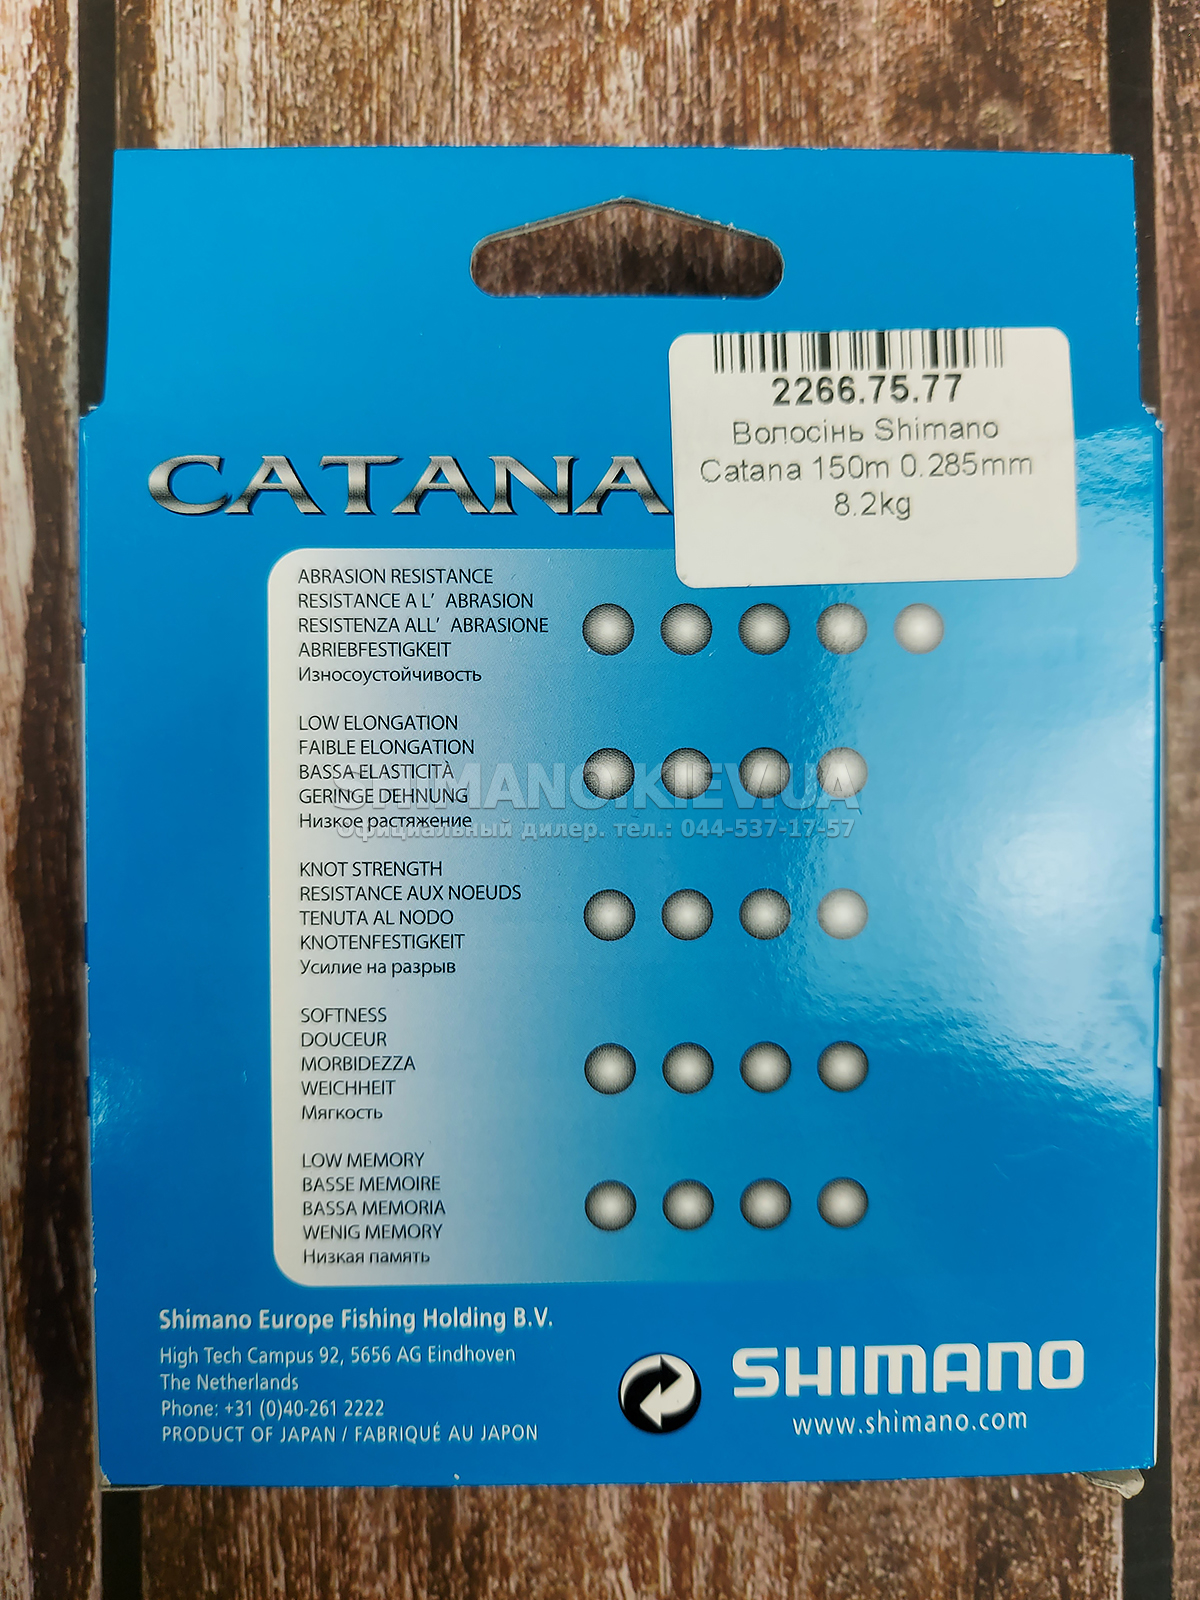 2266.75.77
Волосінь Shimano
Catana 150m 0.285mm
8.2kg
CATANA
ABRASION RESISTANCE
RESISTANCE A L' ABRASION
RESISTENZA ALL' ABRASIONE
ABRIEBFESTIGKEIT
Износоустойчивость
LOW ELONGATION
FAIBLE ELONGATION
BASSA ELASTICITÀ
GERINGE DEHNUNG
Низкое растяжение
SHIMANO.KIEV.UA
Официальный дилер. тел.: 044-537-17-57
KNOT STRENGTH
RESISTANCE AUX NOEUDS
TENUTA AL NODO
KNOTENFESTIGKEIT
Усилие на разрыв
SOFTNESS
DOUCEUR
MORBIDEZZA
WEICHHEIT
Мягкость
LOW MEMORY
BASSE MEMOIRE
BASSA MEMORIA
WENIG MEMORY
Низкая память
Shimano Europe Fishing Holding B.V.
High Tech Campus 92, 5656 AG Eindhoven
The Netherlands
Phone: +31 (0)40-261 2222
PRODUCT OF JAPAN / FABRIQUÉ AU JAPON
SHIMANO
www.shimano.com